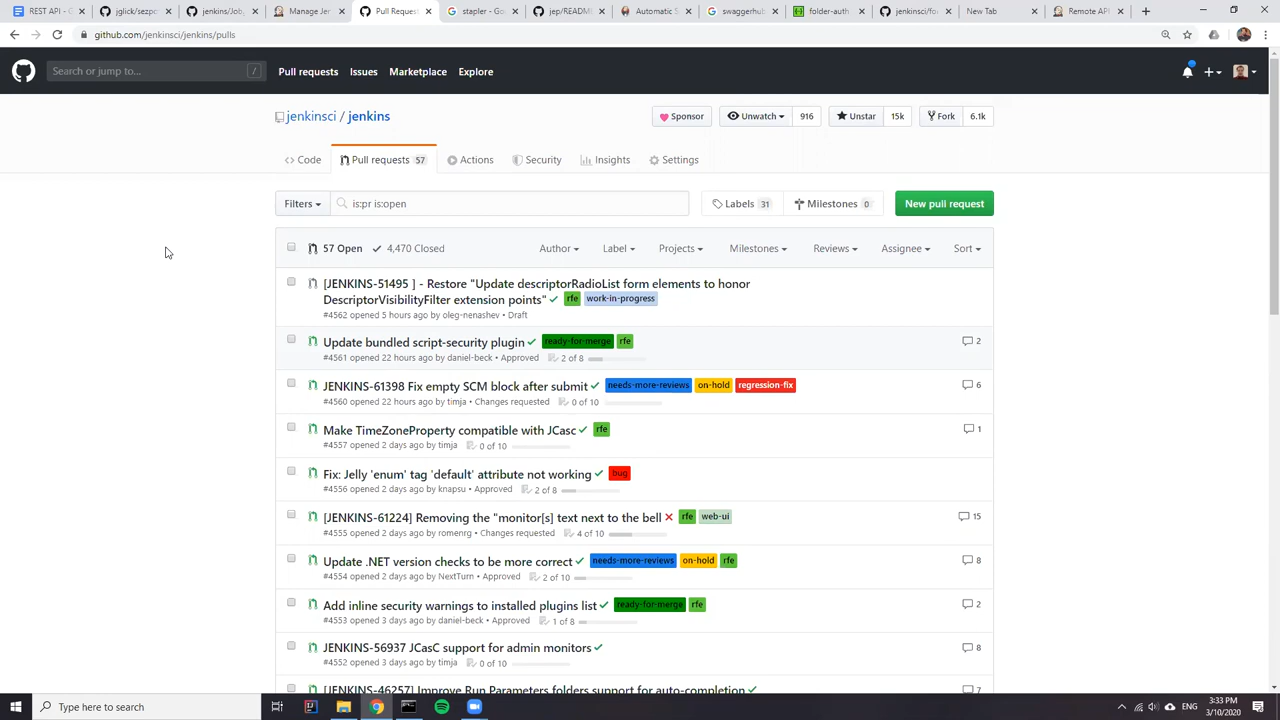 REST API - G
jglick/sezpo
jenkins/Job
Manage Jen
Pull Reques
stapler - Go
jep/READM
Automatic S
swaggerhub
folder-auth
jenkinsci/fo
New Tab
Remote API
github.com/jenkinsci/jenkins/pulls
Search or jump to... /
Pull requests Issues Marketplace Explore
jenkinsci / jenkins
Sponsor Unwatch 916 Unstar 15k Fork 6.1k
Code Pull requests 57 Actions Security Insights Settings
Filters is:pr is:open Labels 31 Milestones 0 New pull request
57 Open 4,470 Closed Author Label Projects Milestones Reviews Assignee Sort
[JENKINS-51495 ] - Restore "Update descriptorRadioList form elements to honor
DescriptorVisibilityFilter extension points" rfe work-in-progress
#4562 opened 5 hours ago by oleg-nenashev • Draft
Update bundled script-security plugin ready-for-merge rfe 2
#4561 opened 22 hours ago by daniel-beck • Approved 2 of 8
JENKINS-61398 Fix empty SCM block after submit needs-more-reviews on-hold regression-fix 6
#4560 opened 22 hours ago by timja • Changes requested 0 of 10
Make TimeZoneProperty compatible with JCasc rfe 1
#4557 opened 2 days ago by timja 0 of 10
Fix: Jelly 'enum' tag 'default' attribute not working bug
#4556 opened 2 days ago by knapsu • Approved 2 of 8
[JENKINS-61224] Removing the "monitor[s] text next to the bell rfe web-ui 15
#4555 opened 2 days ago by romenrg • Changes requested 4 of 10
Update .NET version checks to be more correct needs-more-reviews on-hold rfe 8
#4554 opened 2 days ago by NextTurn • Approved 2 of 10
Add inline security warnings to installed plugins list ready-for-merge rfe 2
#4553 opened 3 days ago by daniel-beck • Approved 1 of 8
JENKINS-56937 JCasC support for admin monitors 8
#4552 opened 3 days ago by timja 0 of 10
[JENKINS-46257] Improve Run Parameters folders support for auto-completion 7
Type here to search
ENG
3:33 PM
3/10/2020